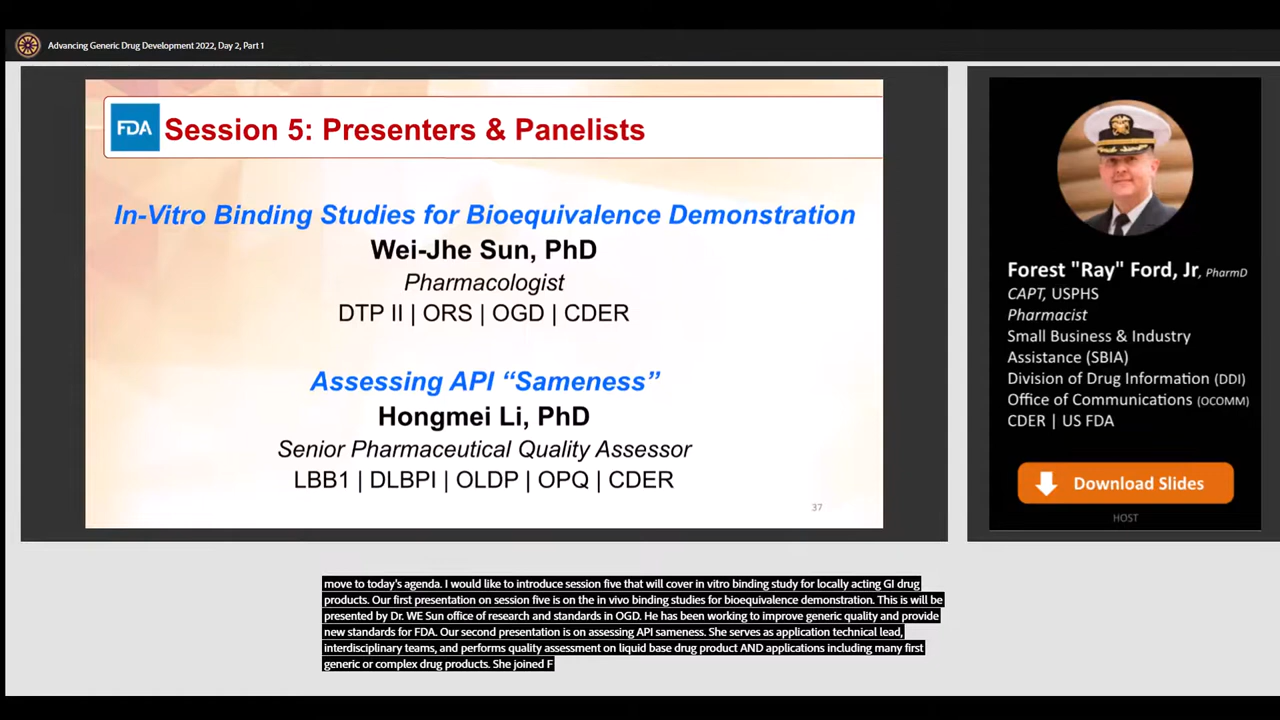 Advancing Generic Drug Development 2022, Day 2, Part 1
FDA
Session 5: Presenters & Panelists
In-Vitro Binding Studies for Bioequivalence Demonstration
Wei-Jhe Sun, PhD
Pharmacologist
DTP II | ORS | OGD | CDER
Assessing API “Sameness”
Hongmei Li, PhD
Senior Pharmaceutical Quality Assessor
LBB1 | DLBPI | OLDP | OPQ | CDER
37
Forest "Ray" Ford, Jr, PharmD
CAPT, USPHS
Pharmacist
Small Business & Industry
Assistance (SBIA)
Division of Drug Information (DDI)
Office of Communications (OCOMM)
CDER | US FDA
Download Slides
HOST
move to today's agenda. I would like to introduce session five that will cover in vitro binding study for locally acting GI drug
products. Our first presentation on session five is on the in vivo binding studies for bioequivalence demonstration. This is will be
presented by Dr. WE Sun office of research and standards in OGD. He has been working to improve generic quality and provide
new standards for FDA. Our second presentation is on assessing API sameness. She serves as application technical lead,
interdisciplinary teams, and performs quality assessment on liquid base drug product AND applications including many first
generic or complex drug products. She joined F